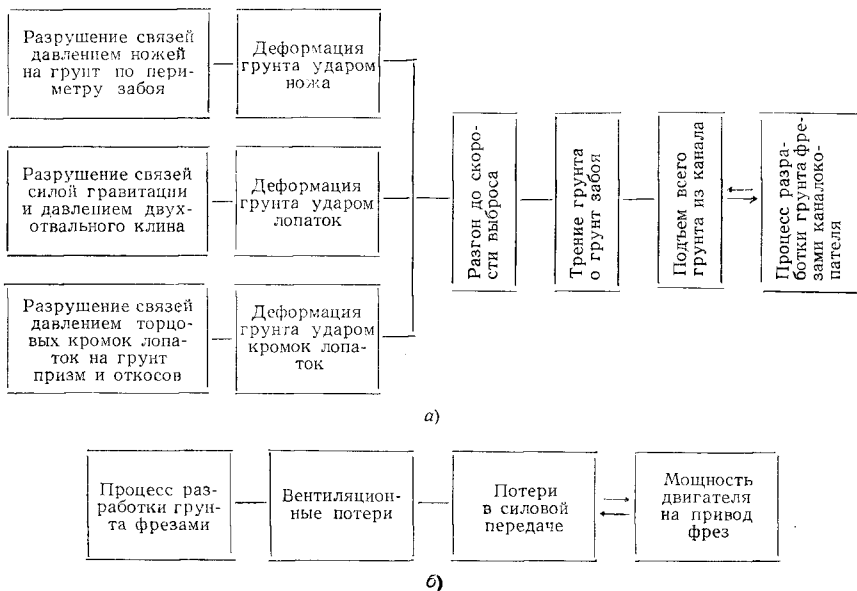 Разрушение связей
давлением ножей
на грунт по пери-
метру забоя
Деформация
грунта ударом
ножа
Разрушение связей
силой гравитации
и давлением двух-
отвального клина
Деформация
грунта ударом
лопаток
Разрушение связей
давлением торцо-
вых кромок лопа-
ток на грунт
призм и откосов
Деформация
грунта ударом
кромок лопа-
ток
Разгон до скоро-
сти выброса
Трение грунта
о грунт забоя
Подъем всего
грунта из канала
Процесс разра-
ботки грунта фре-
зами каналоко-
пателя
а)
Процесс раз-
работки грун-
та фрезами
Вентиляцион-
ные потери
Потери
в силовой
передаче
Мощность
двигателя
на привод
фрез
б)